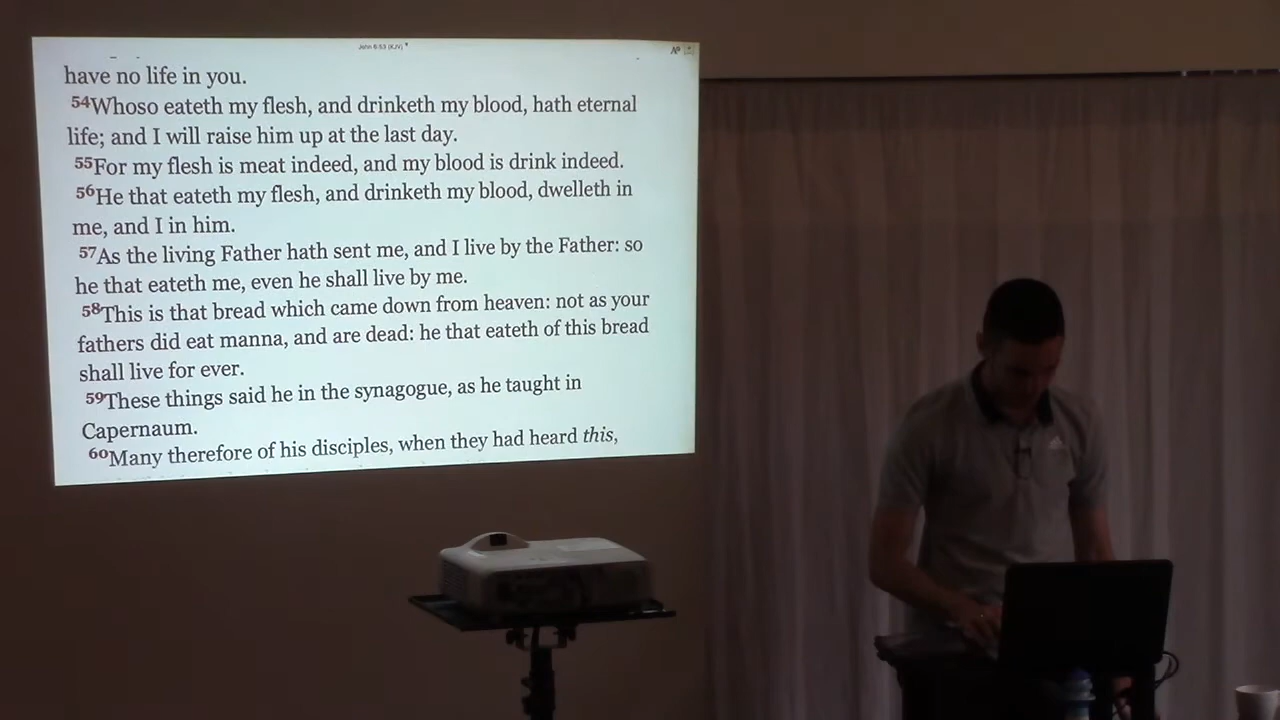 John 6:53 (KJV)
have no life in you.
54Whoso eateth my flesh, and drinketh my blood, hath eternal
life; and I will raise him up at the last day.
55For my flesh is meat indeed, and my blood is drink indeed.
56He that eateth my flesh, and drinketh my blood, dwelleth in
me, and I in him.
57As the living Father hath sent me, and I live by the Father: so
he that eateth me, even he shall live by me.
58This is that bread which came down from heaven: not as your
fathers did eat manna, and are dead: he that eateth of this bread
shall live for ever.
59These things said he in the synagogue, as he taught in
Capernaum.
60Many therefore of his disciples, when they had heard this,